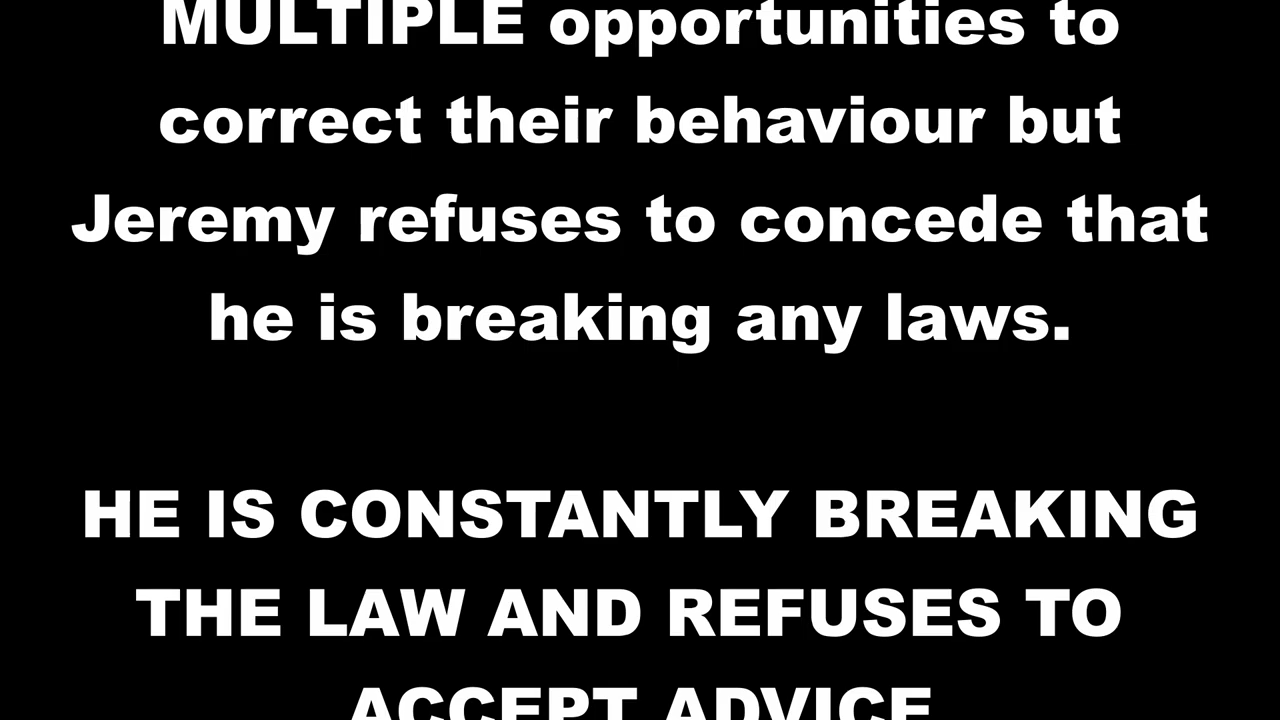 MULTIPLE opportunities to
correct their behaviour but
Jeremy refuses to concede that
he is breaking any laws.
HE IS CONSTANTLY BREAKING
THE LAW AND REFUSES TO
ACCEPT ADVICE